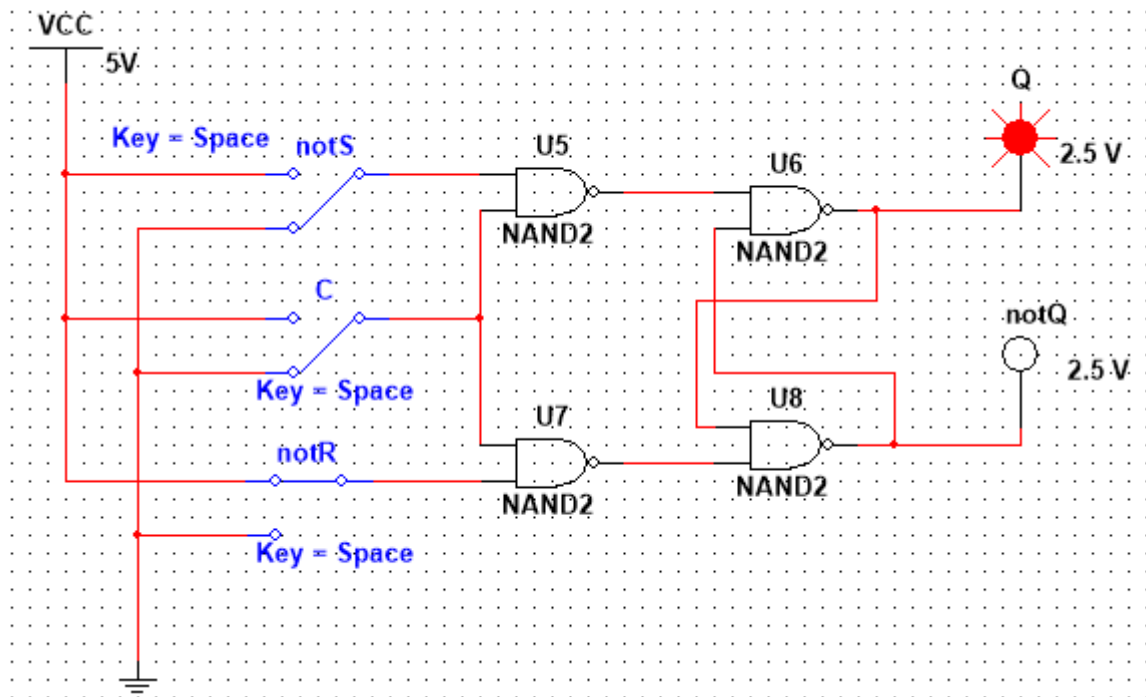 VCC
5V
Key = Space
notS
U5
NAND2
U6
NAND2
Q
2.5 V
C
Key = Space
notQ
2.5 V
notR
Key = Space
U7
NAND2
U8
NAND2